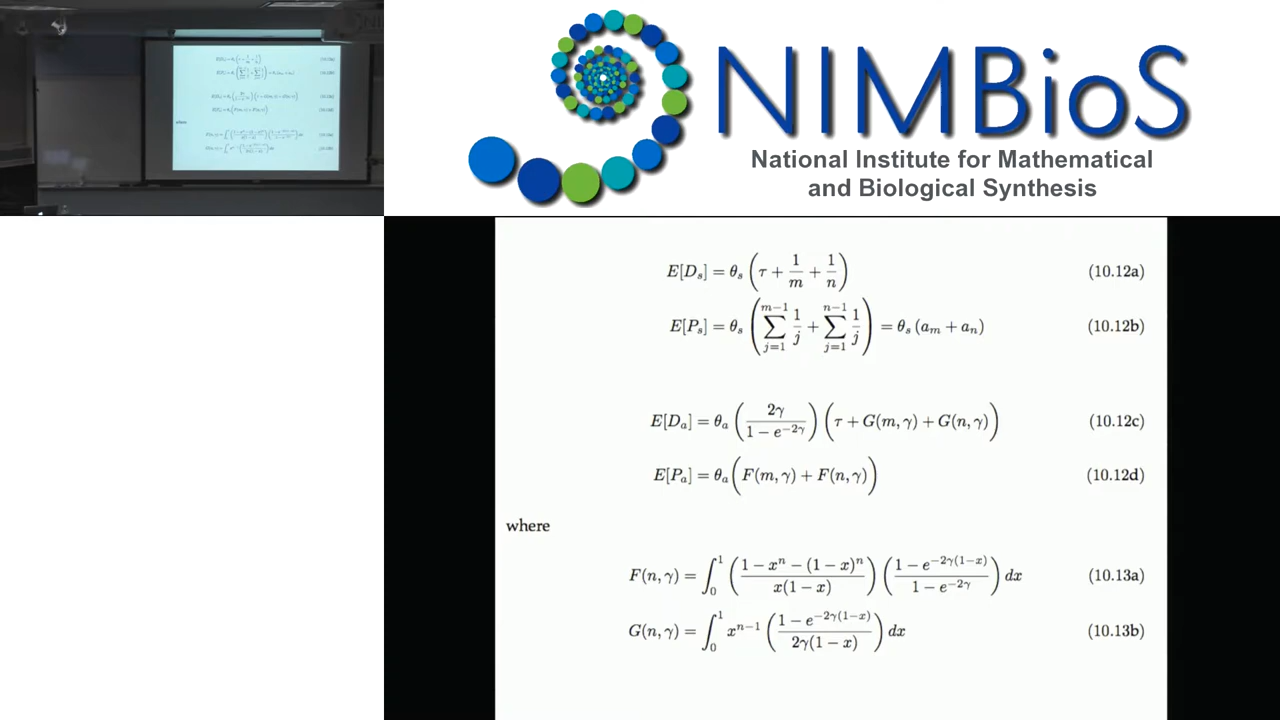 NIMBioS
National Institute for Mathematical
and Biological Synthesis
E[D_s] = θ_s (τ + 1/m + 1/n) (10.12a)
E[P_s] = θ_s (∑_{j=1}^{m−1} 1/j + ∑_{j=1}^{n−1} 1/j) = θ_s (a_m + a_n) (10.12b)
E[D_a] = θ_a (2γ / (1 − e^{−2γ})) (τ + G(m, γ) + G(n, γ)) (10.12c)
E[P_a] = θ_a (F(m, γ) + F(n, γ)) (10.12d)
where
F(n, γ) = ∫_0^1 ((1 − x^n − (1 − x)^n) / (x(1 − x))) ((1 − e^{−2γ(1−x)}) / (1 − e^{−2γ})) dx (10.13a)
G(n, γ) = ∫_0^1 x^{n−1} ((1 − e^{−2γ(1−x)}) / (2γ(1 − x))) dx (10.13b)